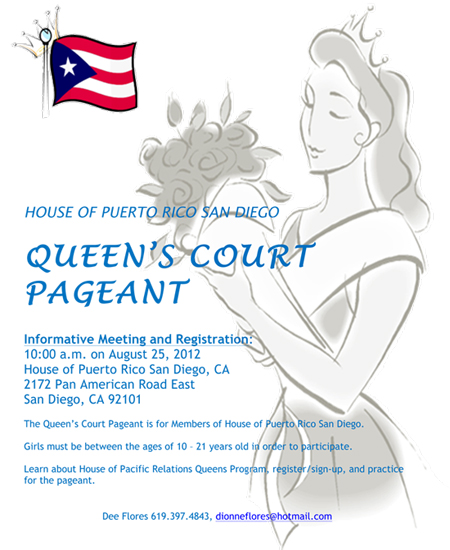 HOUSE OF PUERTO RICO SAN DIEGO
QUEEN'S COURT
PAGEANT
Informative Meeting and Registration:
10:00 a.m. on August 25, 2012
House of Puerto Rico San Diego, CA
2172 Pan American Road East
San Diego, CA 92101
The Queen's Court Pageant is for Members of House of Puerto Rico San Diego.
Girls must be between the ages of 10 – 21 years old in order to participate.
Learn about House of Pacific Relations Queens Program, register/sign-up, and practice
for the pageant.
Dee Flores 619.397.4843, dionneflores@hotmail.com